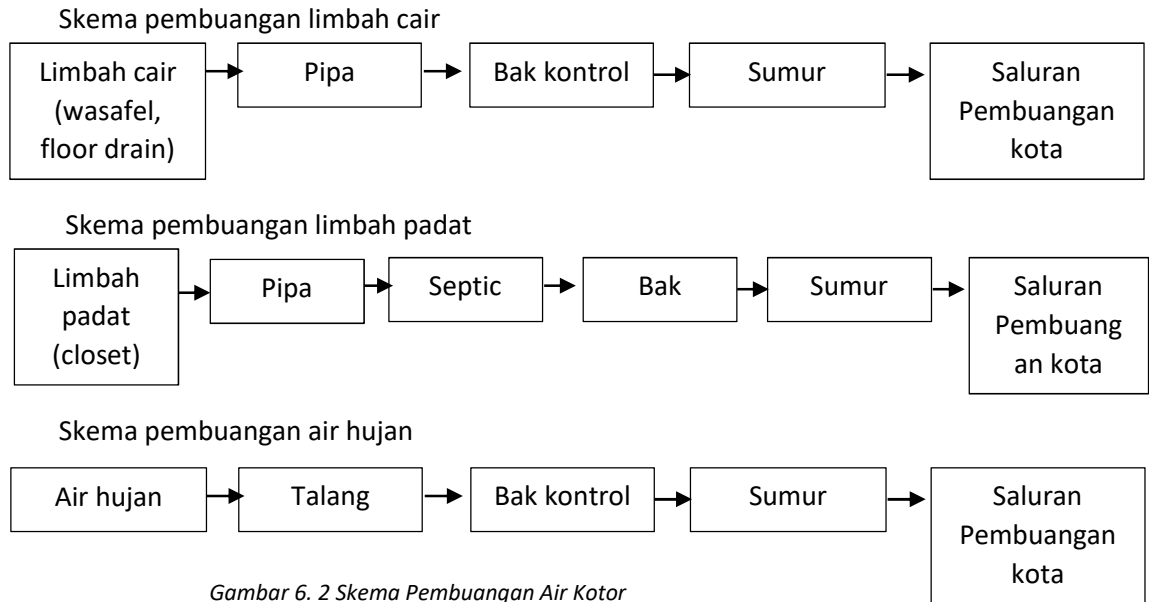 Skema pembuangan limbah cair
Limbah cair
(wasafel,
floor drain)
Pipa
Bak kontrol
Sumur
Saluran
Pembuangan
kota
Skema pembuangan limbah padat
Limbah
padat
(closet)
Pipa
Septic
Bak
Sumur
Saluran
Pembuang
an kota
Skema pembuangan air hujan
Air hujan
Talang
Bak kontrol
Sumur
Saluran
Pembuangan
kota
Gambar 6. 2 Skema Pembuangan Air Kotor